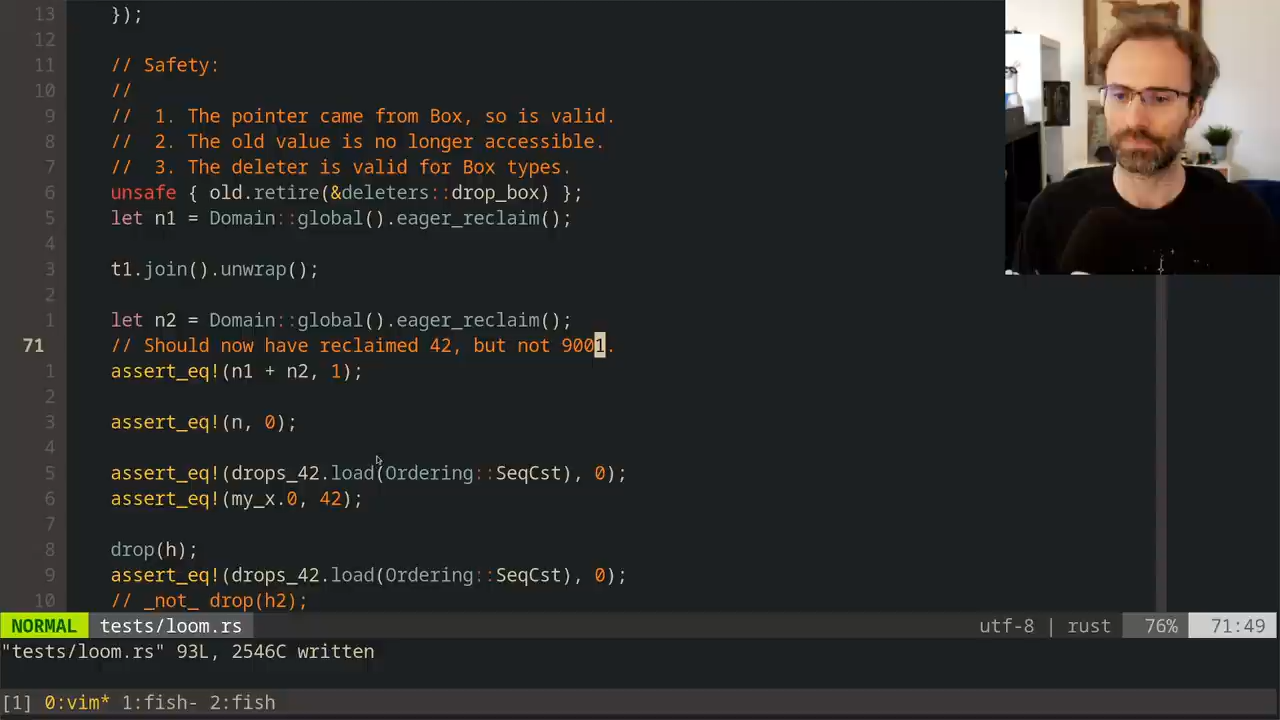 13 });
12
11 // Safety:
10 //
9 //  1. The pointer came from Box, so is valid.
8 //  2. The old value is no longer accessible.
7 //  3. The deleter is valid for Box types.
6 unsafe { old.retire(&deleters::drop_box) };
5 let n1 = Domain::global().eager_reclaim();
4
3 t1.join().unwrap();
2
1 let n2 = Domain::global().eager_reclaim();
71 // Should now have reclaimed 42, but not 9001.
1 assert_eq!(n1 + n2, 1);
2
3 assert_eq!(n, 0);
4
5 assert_eq!(drops_42.load(Ordering::SeqCst), 0);
6 assert_eq!(my_x.0, 42);
7
8 drop(h);
9 assert_eq!(drops_42.load(Ordering::SeqCst), 0);
10 // _not_ drop(h2);
NORMAL tests/loom.rs utf-8 | rust 76% 71:49
"tests/loom.rs" 93L, 2546C written
[1] 0:vim* 1:fish- 2:fish